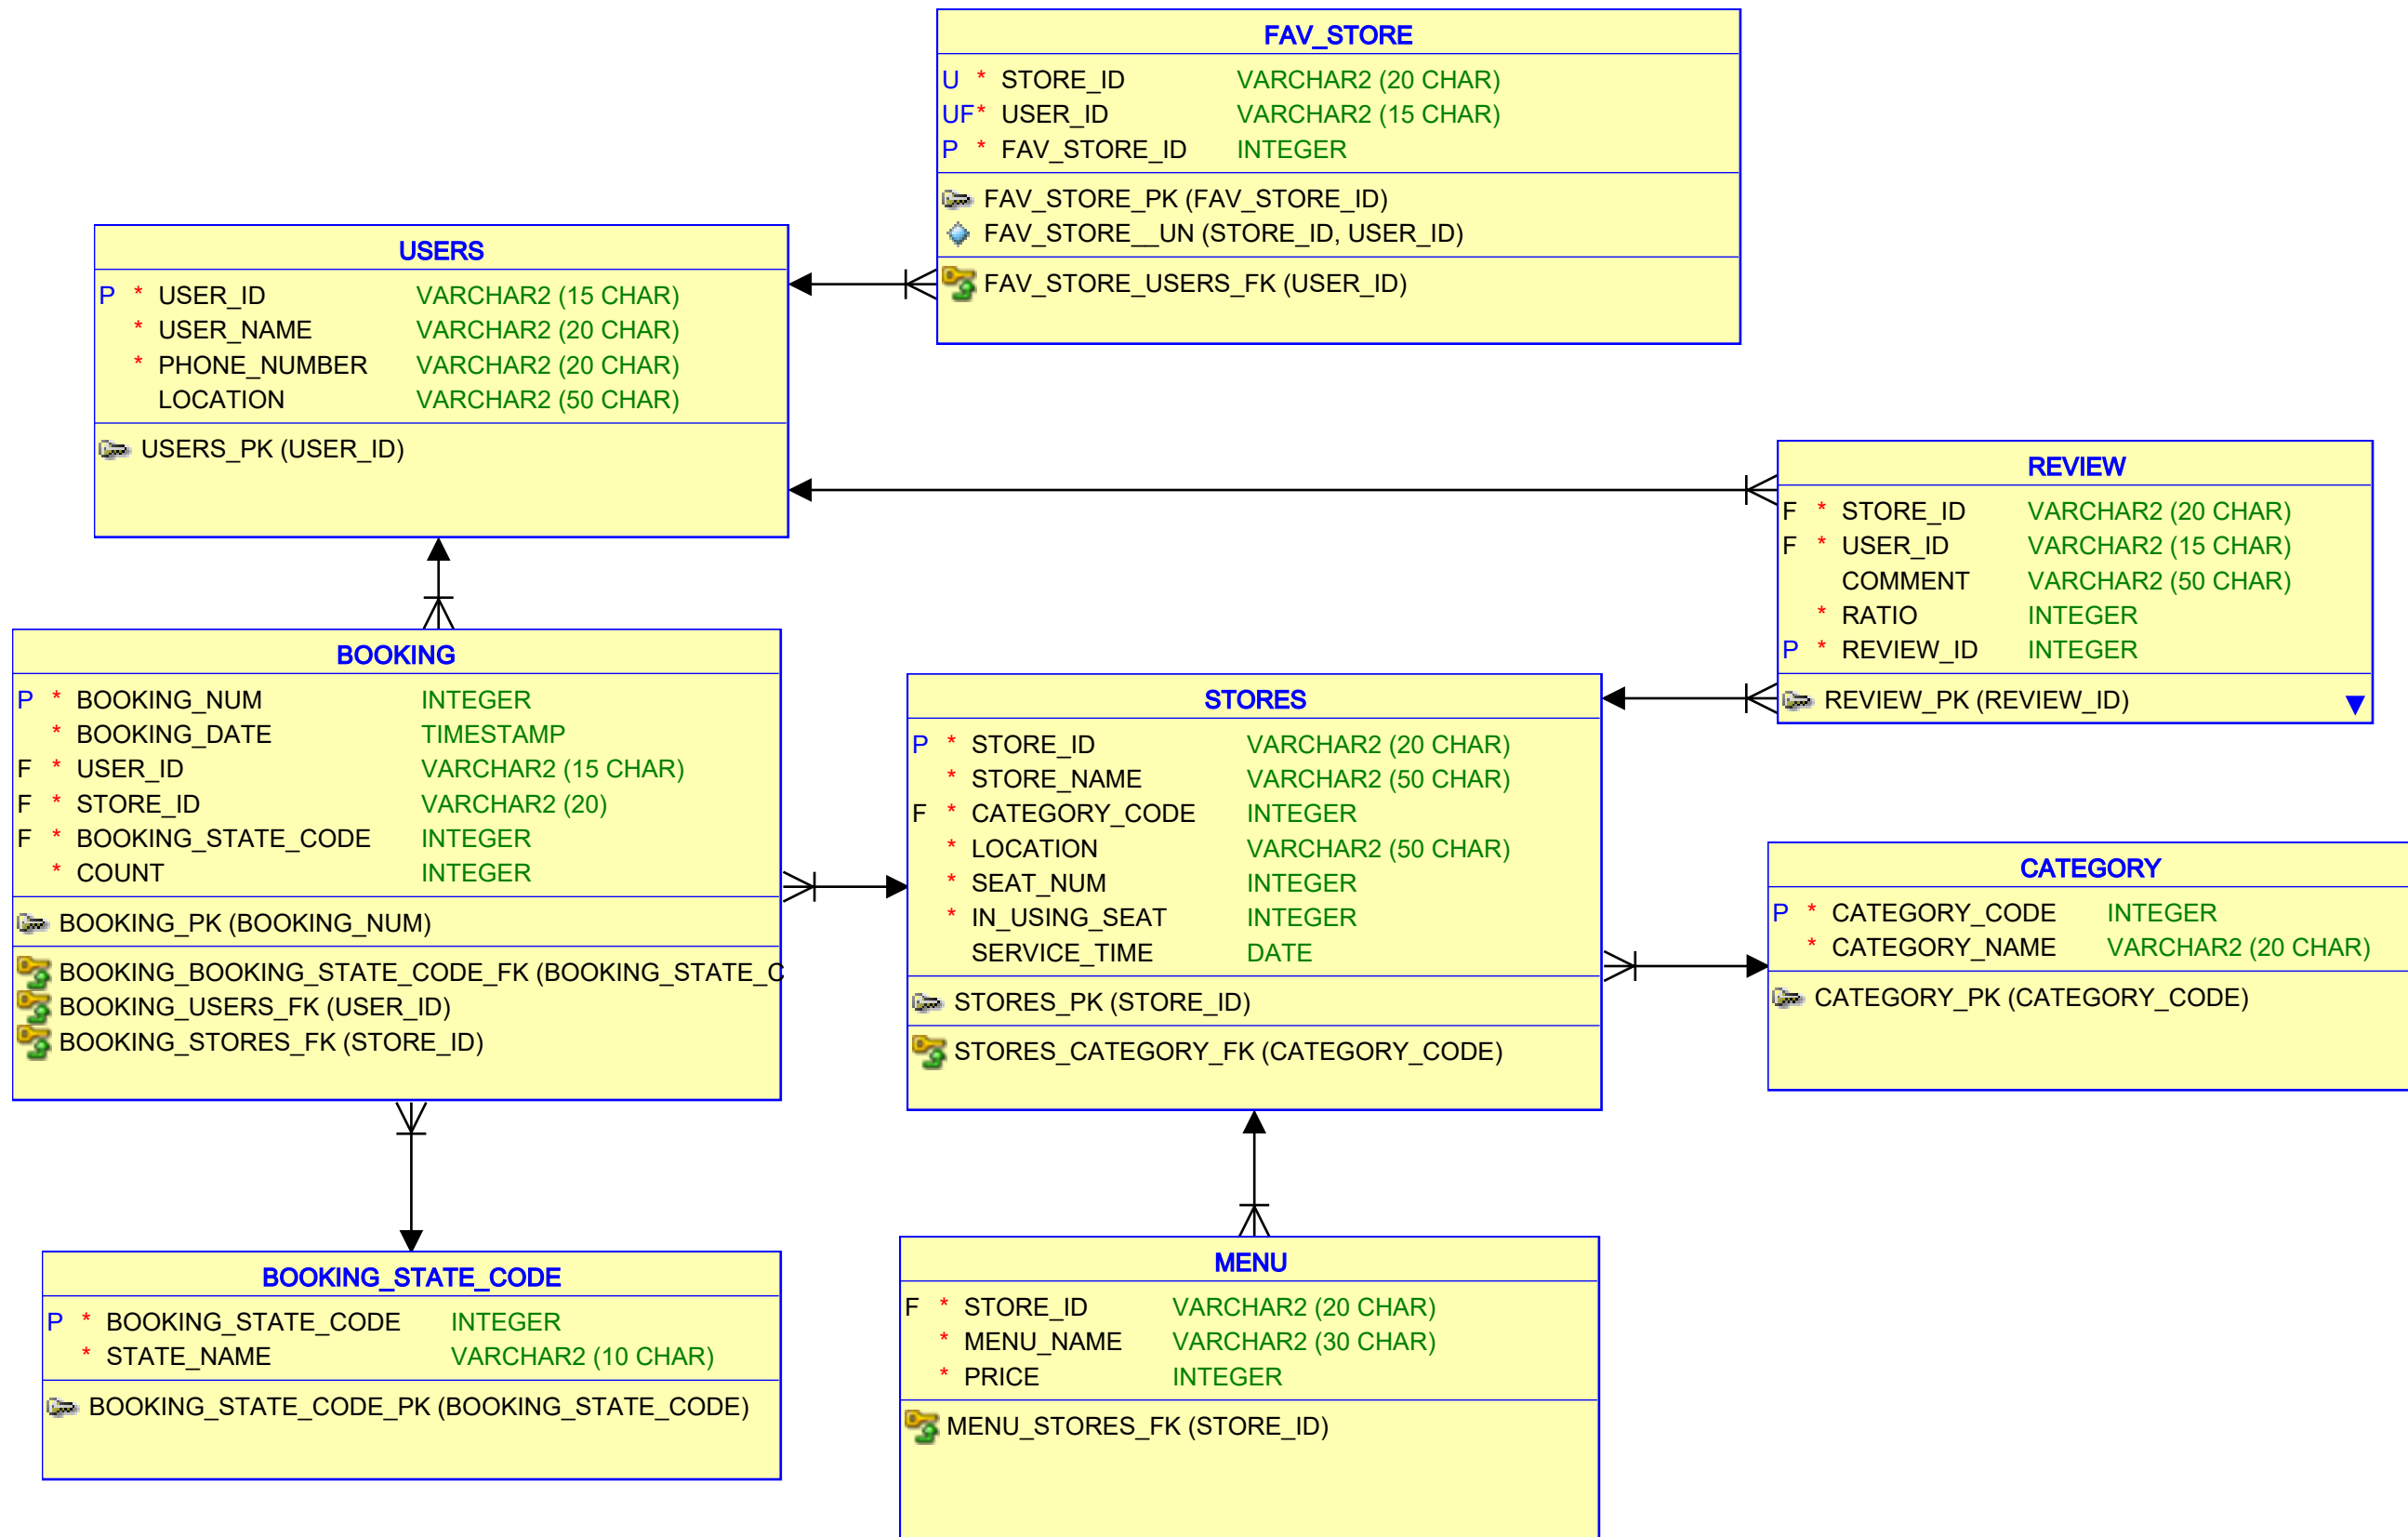 FAV_STORE
U * STORE_ID VARCHAR2 (20 CHAR)
UF* USER_ID VARCHAR2 (15 CHAR)
P * FAV_STORE_ID INTEGER
FAV_STORE_PK (FAV_STORE_ID)
FAV_STORE__UN (STORE_ID, USER_ID)
FAV_STORE_USERS_FK (USER_ID)
USERS
P * USER_ID VARCHAR2 (15 CHAR)
* USER_NAME VARCHAR2 (20 CHAR)
* PHONE_NUMBER VARCHAR2 (20 CHAR)
LOCATION VARCHAR2 (50 CHAR)
USERS_PK (USER_ID)
REVIEW
F * STORE_ID VARCHAR2 (20 CHAR)
F * USER_ID VARCHAR2 (15 CHAR)
COMMENT VARCHAR2 (50 CHAR)
* RATIO INTEGER
P * REVIEW_ID INTEGER
REVIEW_PK (REVIEW_ID)
BOOKING
P * BOOKING_NUM INTEGER
* BOOKING_DATE TIMESTAMP
F * USER_ID VARCHAR2 (15 CHAR)
F * STORE_ID VARCHAR2 (20)
F * BOOKING_STATE_CODE INTEGER
* COUNT INTEGER
BOOKING_PK (BOOKING_NUM)
BOOKING_BOOKING_STATE_CODE_FK (BOOKING_STATE_C
BOOKING_USERS_FK (USER_ID)
BOOKING_STORES_FK (STORE_ID)
STORES
P * STORE_ID VARCHAR2 (20 CHAR)
* STORE_NAME VARCHAR2 (50 CHAR)
F * CATEGORY_CODE INTEGER
* LOCATION VARCHAR2 (50 CHAR)
* SEAT_NUM INTEGER
* IN_USING_SEAT INTEGER
SERVICE_TIME DATE
STORES_PK (STORE_ID)
STORES_CATEGORY_FK (CATEGORY_CODE)
CATEGORY
P * CATEGORY_CODE INTEGER
* CATEGORY_NAME VARCHAR2 (20 CHAR)
CATEGORY_PK (CATEGORY_CODE)
BOOKING_STATE_CODE
P * BOOKING_STATE_CODE INTEGER
* STATE_NAME VARCHAR2 (10 CHAR)
BOOKING_STATE_CODE_PK (BOOKING_STATE_CODE)
MENU
F * STORE_ID VARCHAR2 (20 CHAR)
* MENU_NAME VARCHAR2 (30 CHAR)
* PRICE INTEGER
MENU_STORES_FK (STORE_ID)